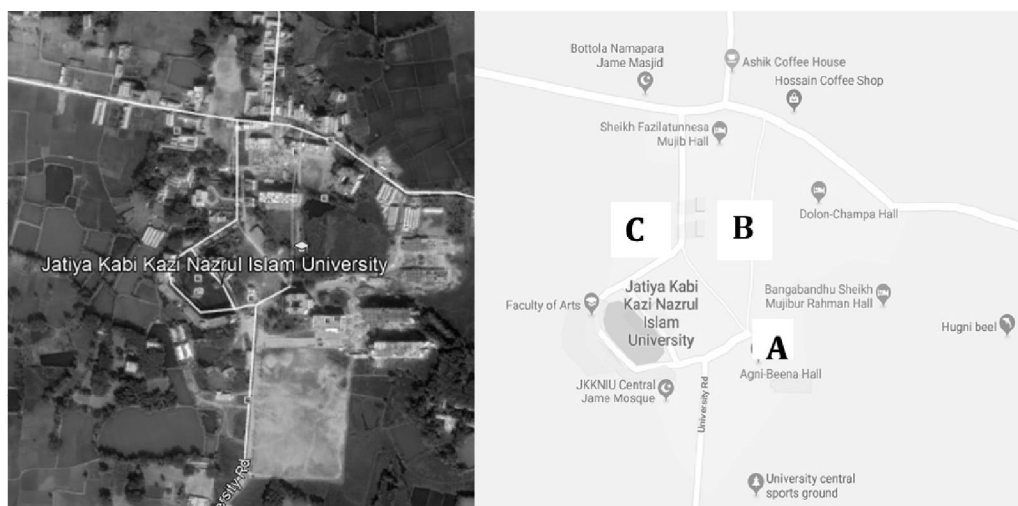 Jatiya Kabi Kazi Nazrul Islam University
ersity Rd
Bottola Namapara
Jame Masjid
Ashik Coffee House
Hossain Coffee Shop
Sheikh Fazilatunnesa
Mujib Hall
Dolon-Champa Hall
C
B
Jatiya Kabi
Kazi Nazrul
Islam
University
Faculty of Arts
Bangabandhu Sheikh
Mujibur Rahman Hall
Hugni beel
A
Agni-Beena Hall
JKKNIU Central
Jame Mosque
University Rd
University central
sports ground